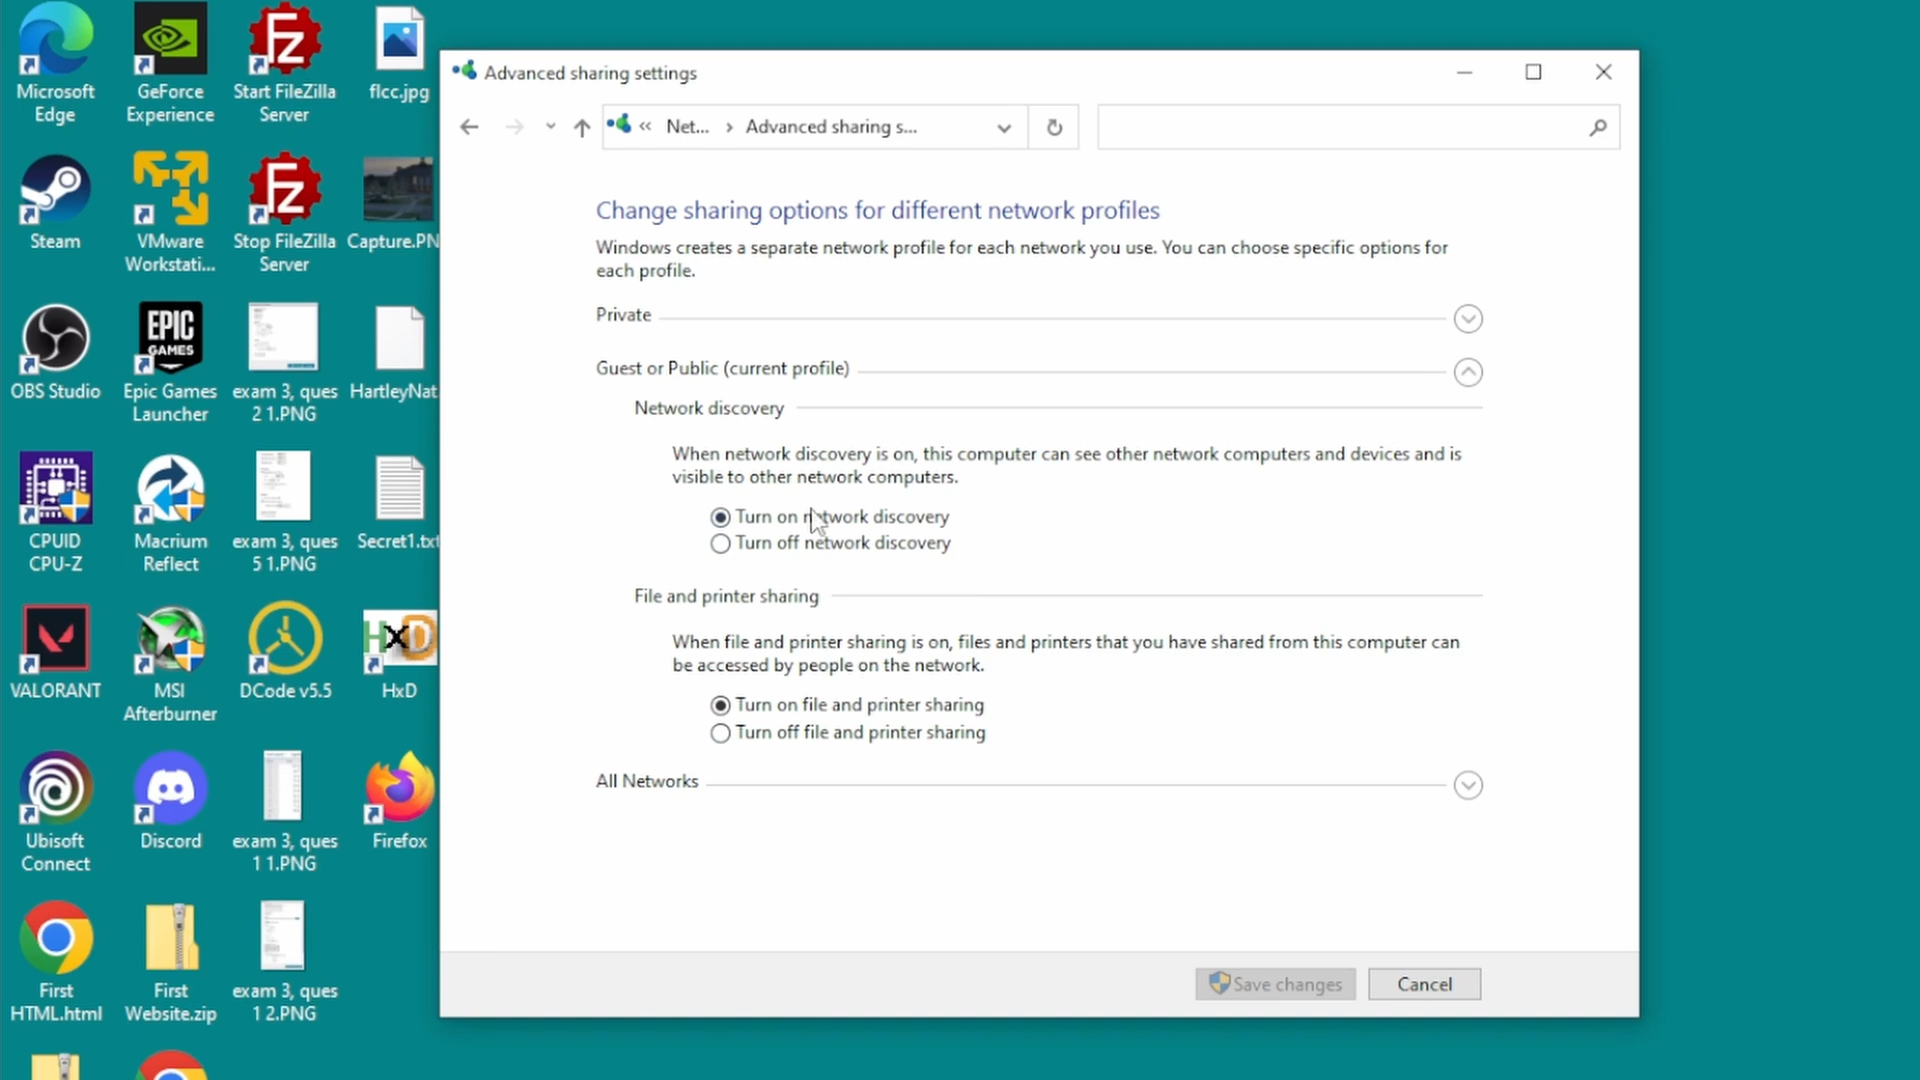 Microsoft
Edge
GeForce
Experience
Start FileZilla
Server
flcc.jpg
Steam
VMware
Workstati...
Stop FileZilla
Server
Capture.PN
OBS Studio
EPIC
GAMES
Epic Games
Launcher
exam 3, ques
2 1.PNG
HartleyNat
CPUID
CPU-Z
Macrium
Reflect
exam 3, ques
5 1.PNG
Secret1.txt
VALORANT
MSI
Afterburner
DCode v5.5
HxD
HxD
Ubisoft
Connect
Discord
exam 3, ques
1 1.PNG
Firefox
First
HTML.html
First
Website.zip
exam 3, ques
1 2.PNG
Advanced sharing settings
« Net... › Advanced sharing s...
Change sharing options for different network profiles
Windows creates a separate network profile for each network you use. You can choose specific options for
each profile.
Private
Guest or Public (current profile)
Network discovery
When network discovery is on, this computer can see other network computers and devices and is
visible to other network computers.
Turn on network discovery
Turn off network discovery
File and printer sharing
When file and printer sharing is on, files and printers that you have shared from this computer can
be accessed by people on the network.
Turn on file and printer sharing
Turn off file and printer sharing
All Networks
Save changes
Cancel